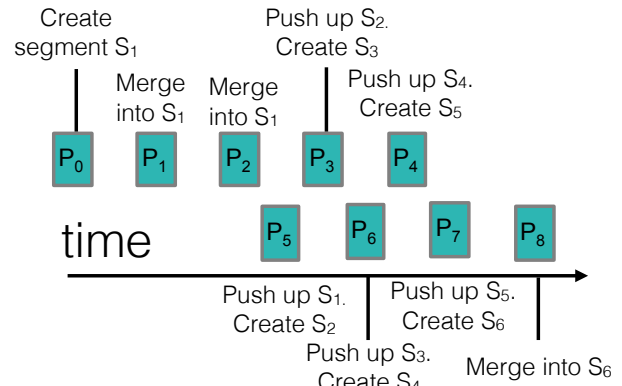 Create
segment S₁
Push up S₂.
Create S₃
Merge
into S₁
Merge
into S₁
Push up S₄.
Create S₅
P₀
P₁
P₂
P₃
P₄
P₅
P₆
P₇
P₈
time
Push up S₁.
Create S₂
Push up S₅.
Create S₆
Push up S₃.
Create S₄
Merge into S₆